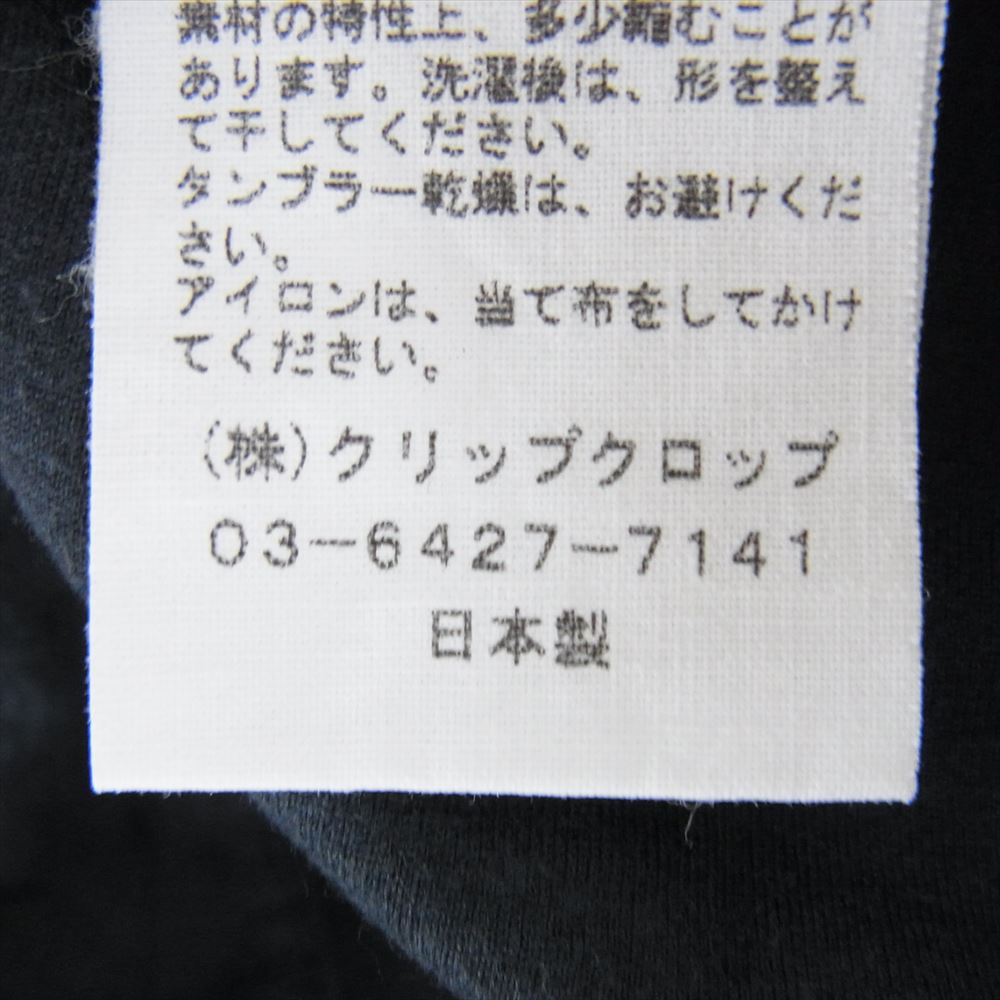 素材の特性上、多少縮むことが
あります。洗濯後は、形を整え
て干してください。
タンブラー乾燥は、お避けくだ
さい。
アイロンは、当て布をしてかけ
てください。
(株)クリップクロップ
03-6427-7141
日本製